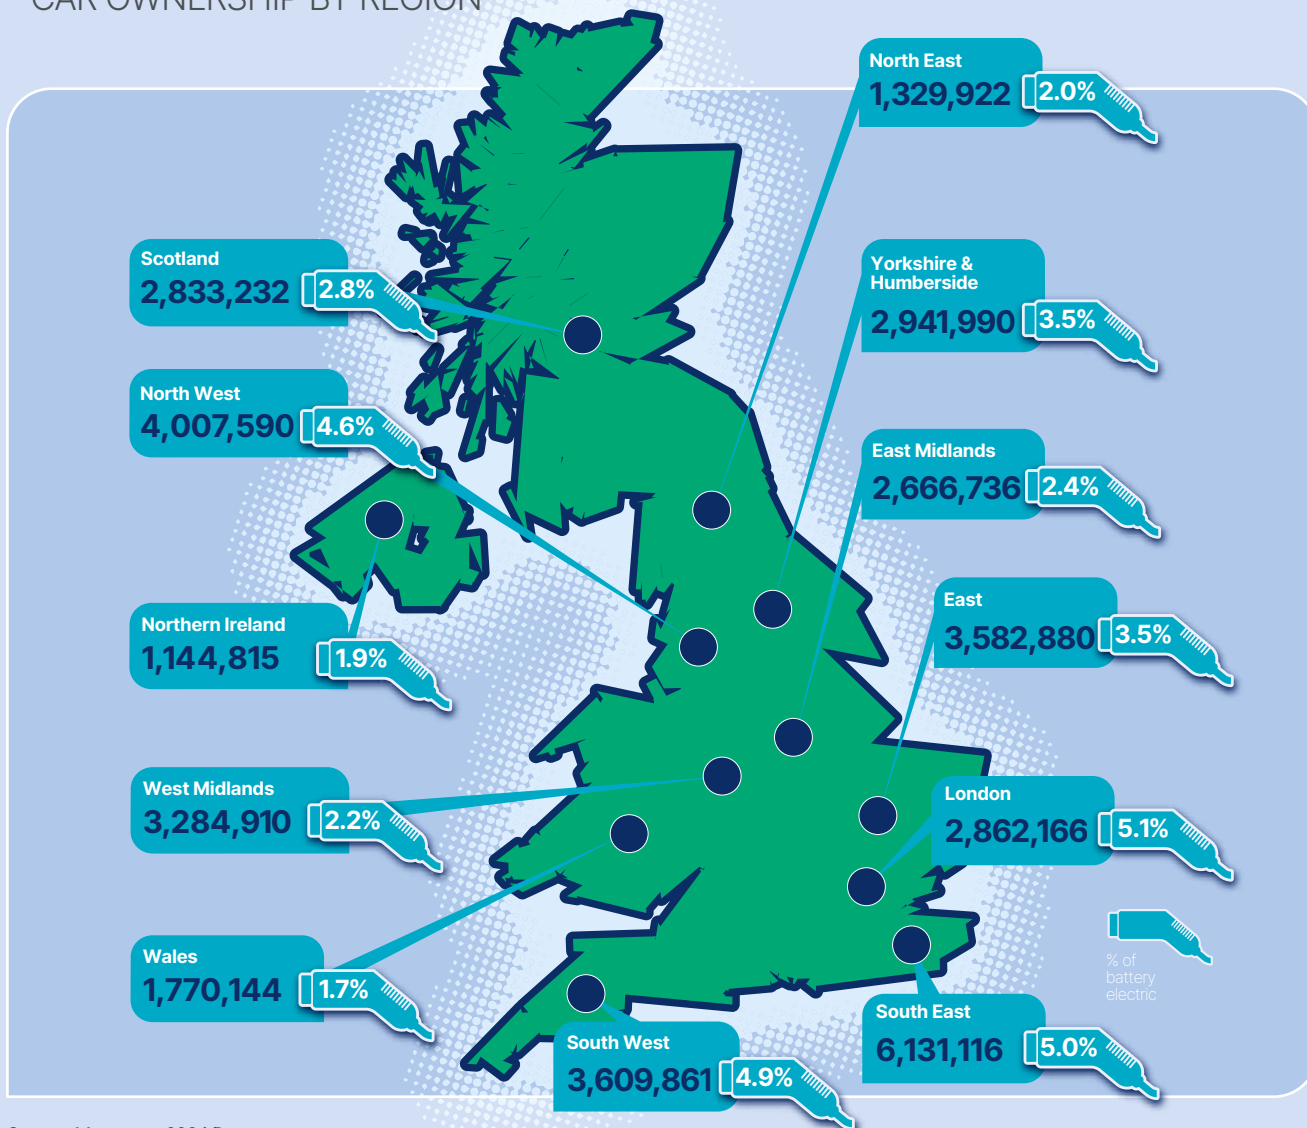 CAR OWNERSHIP BY REGION
North East
1,329,922
2.0%
Scotland
2,833,232
2.8%
Yorkshire &
Humberside
2,941,990
3.5%
North West
4,007,590
4.6%
East Midlands
2,666,736
2.4%
Northern Ireland
1,144,815
1.9%
East
3,582,880
3.5%
West Midlands
3,284,910
2.2%
London
2,862,166
5.1%
% of
battery
electric
Wales
1,770,144
1.7%
South West
3,609,861
4.9%
South East
6,131,116
5.0%